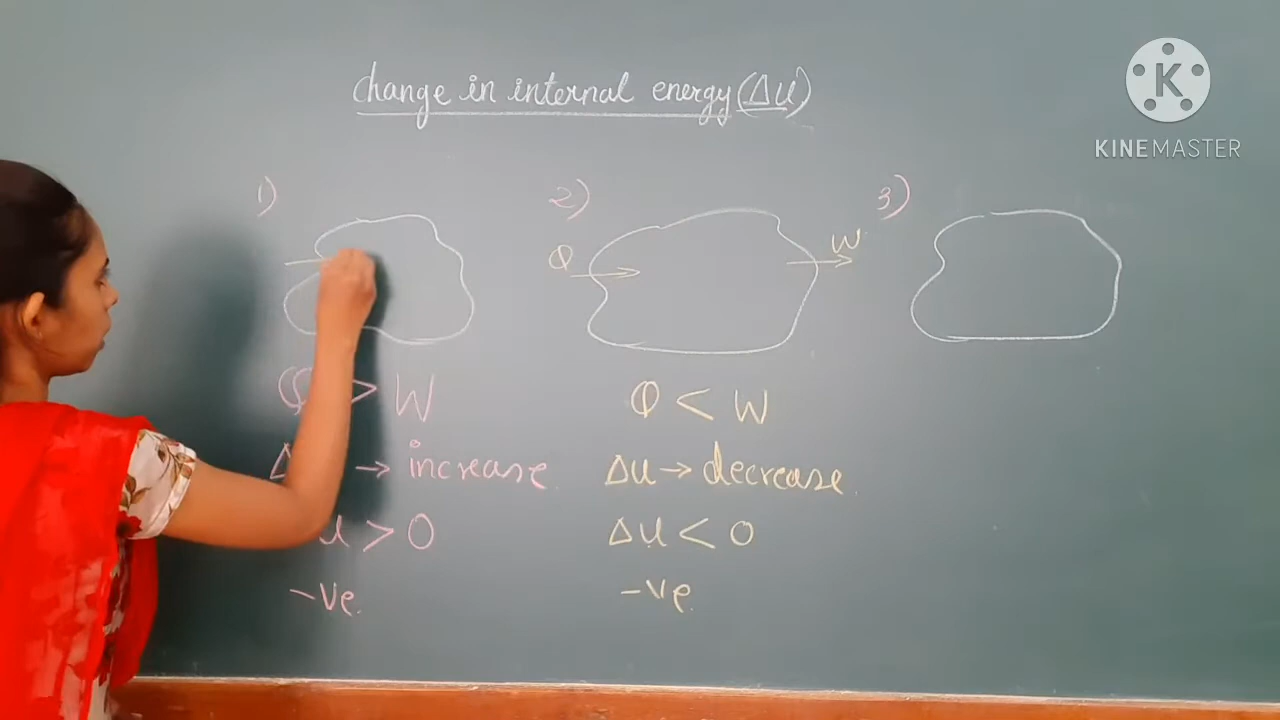 Change in internal energy (ΔU)
KINEMASTER
1)
2)
3)
Q
W
Q > W
Q < W
Δ → increase
ΔU → decrease
U > 0
ΔU < 0
-ve.
-ve.